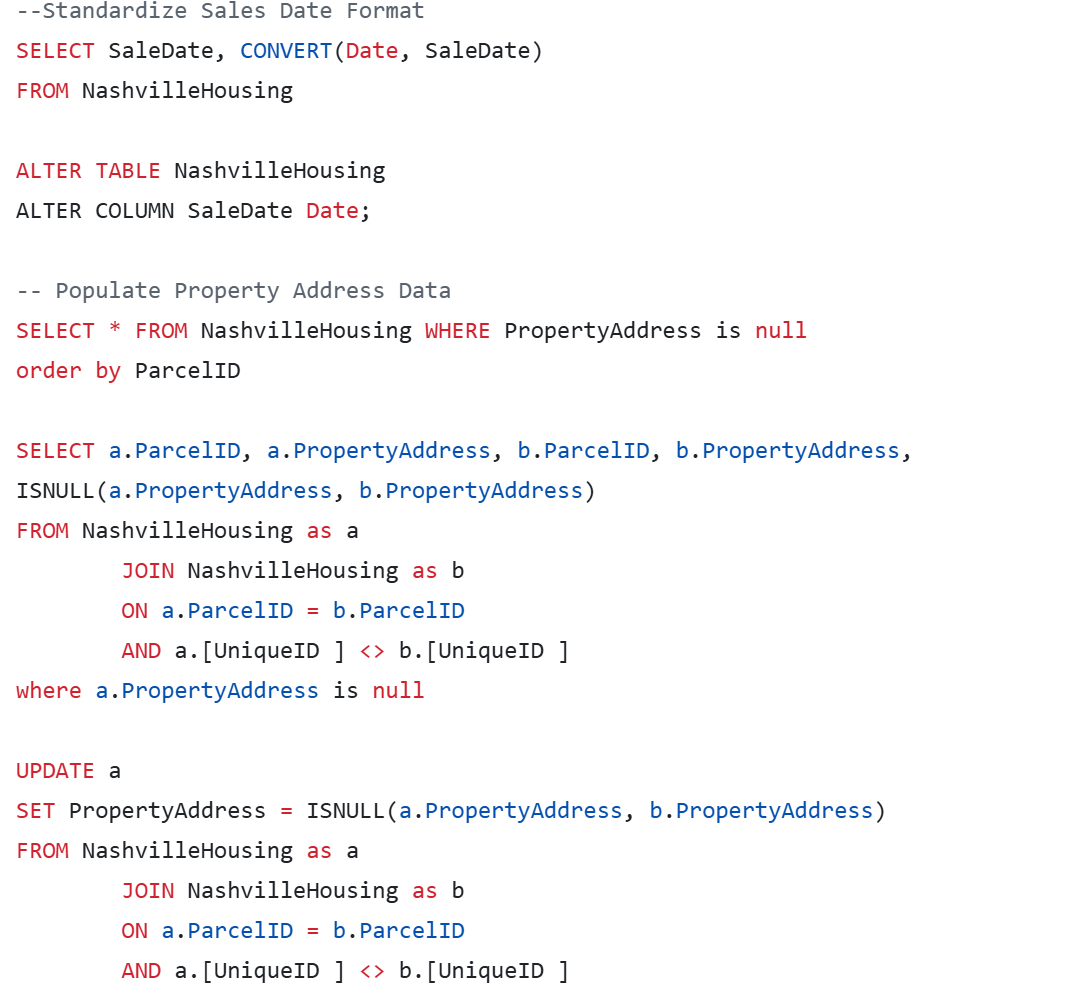 --Standardize Sales Date Format
SELECT SaleDate, CONVERT(Date, SaleDate)
FROM NashvilleHousing
ALTER TABLE NashvilleHousing
ALTER COLUMN SaleDate Date;
-- Populate Property Address Data
SELECT * FROM NashvilleHousing WHERE PropertyAddress is null
order by ParcelID
SELECT a.ParcelID, a.PropertyAddress, b.ParcelID, b.PropertyAddress,
ISNULL(a.PropertyAddress, b.PropertyAddress)
FROM NashvilleHousing as a
JOIN NashvilleHousing as b
ON a.ParcelID = b.ParcelID
AND a.[UniqueID ] <> b.[UniqueID ]
where a.PropertyAddress is null
UPDATE a
SET PropertyAddress = ISNULL(a.PropertyAddress, b.PropertyAddress)
FROM NashvilleHousing as a
JOIN NashvilleHousing as b
ON a.ParcelID = b.ParcelID
AND a.[UniqueID ] <> b.[UniqueID ]